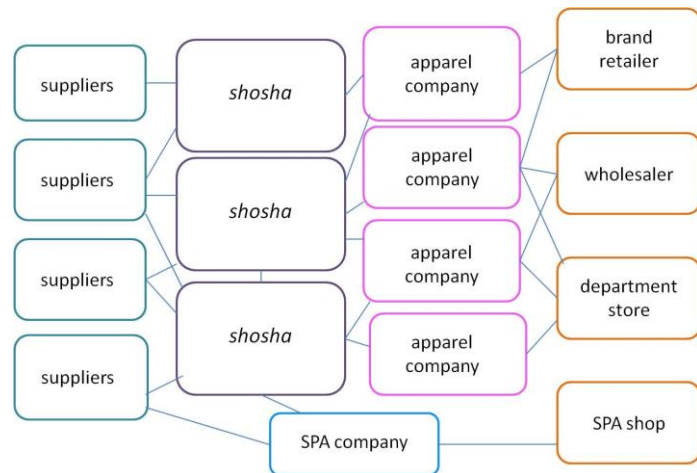 suppliers
suppliers
suppliers
suppliers
shosha
shosha
shosha
apparel
company
apparel
company
apparel
company
apparel
company
SPA company
brand
retailer
wholesaler
department
store
SPA shop